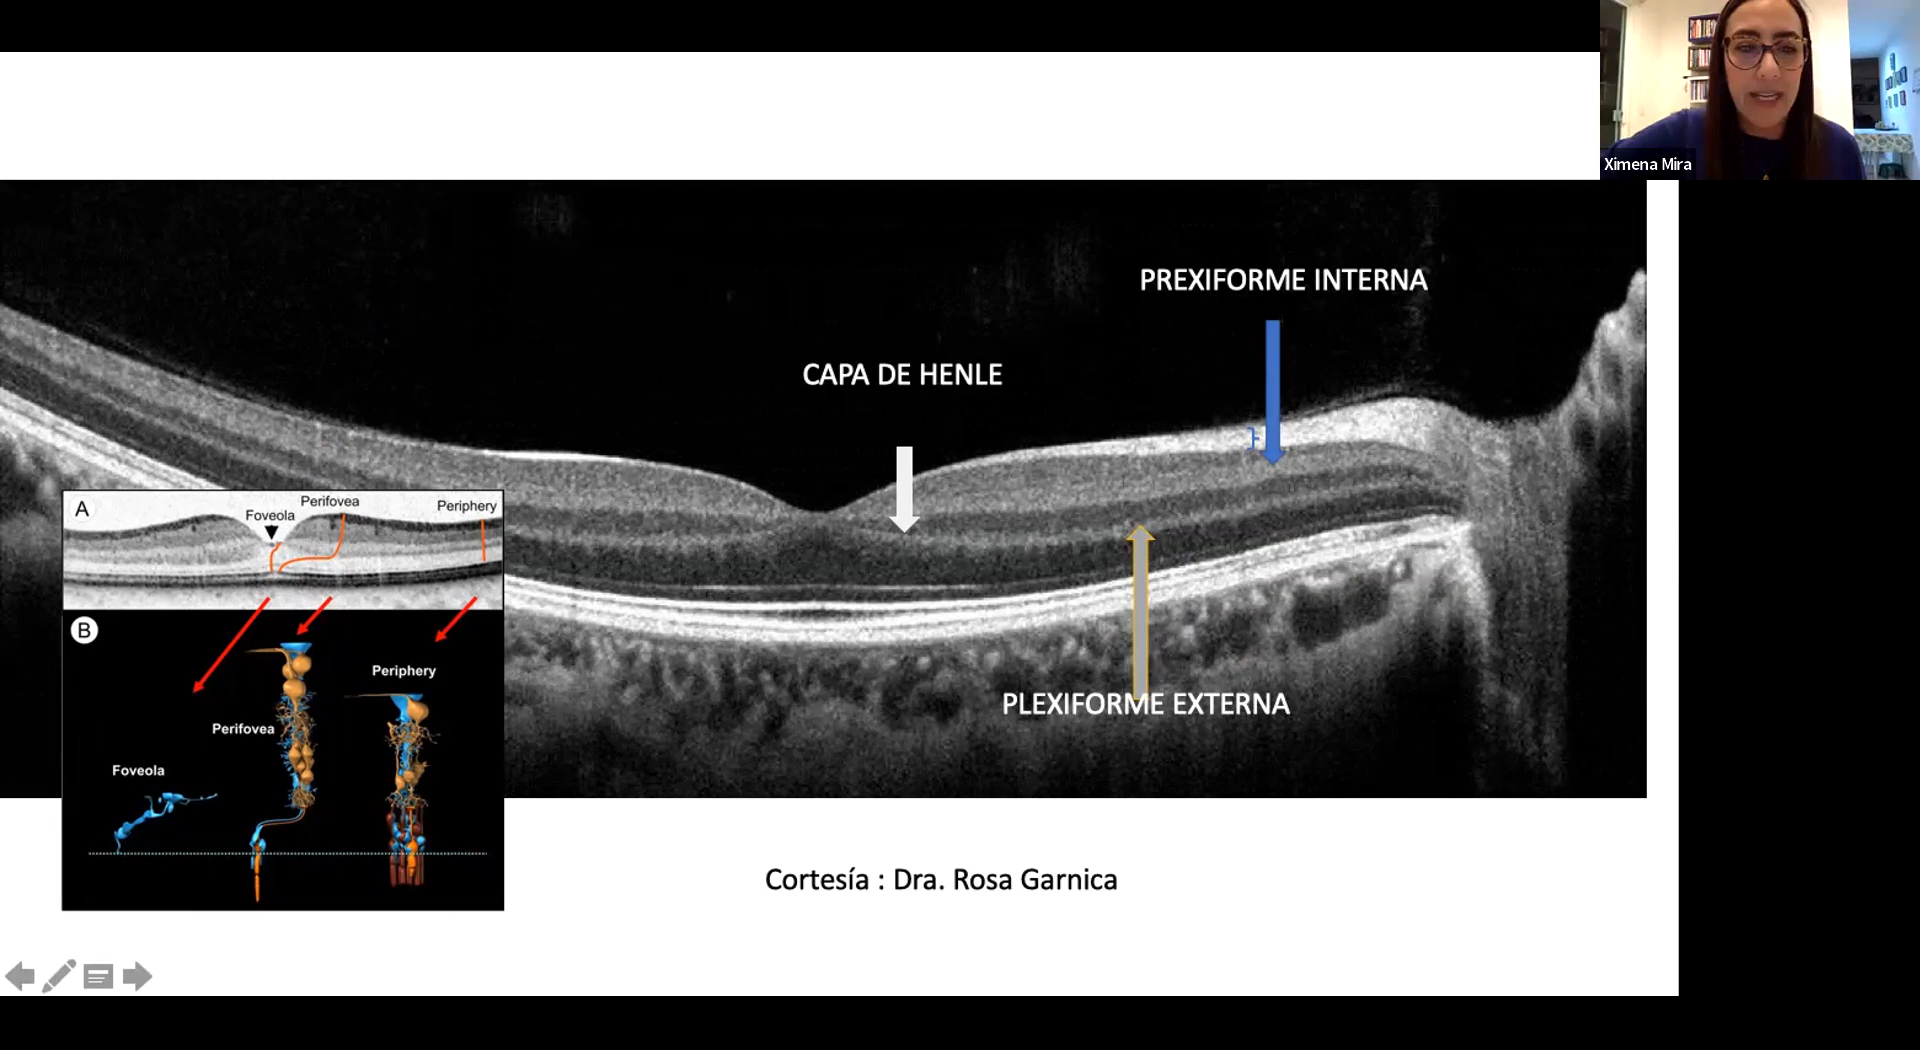 Ximena Mira
PREXIFORME INTERNA
CAPA DE HENLE
A
Foveola
Perifovea
Periphery
B
Periphery
Perifovea
Foveola
PLEXIFORME EXTERNA
Cortesía : Dra. Rosa Garnica